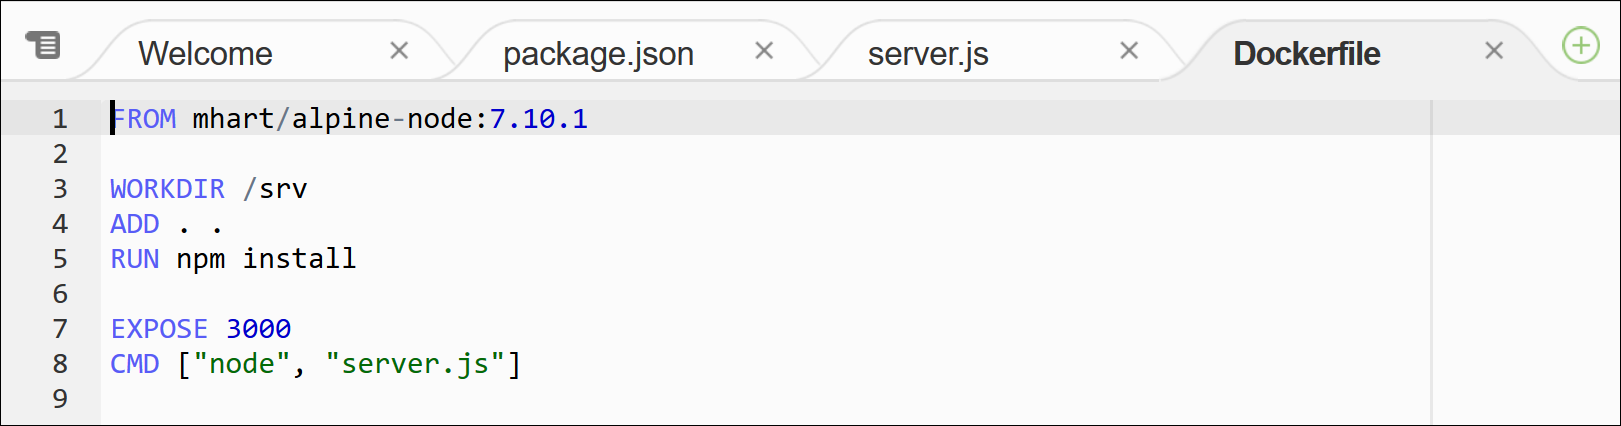 Welcome package.json server.js Dockerfile
1 FROM mhart/alpine-node:7.10.1
2
3 WORKDIR /srv
4 ADD . .
5 RUN npm install
6
7 EXPOSE 3000
8 CMD ["node", "server.js"]
9